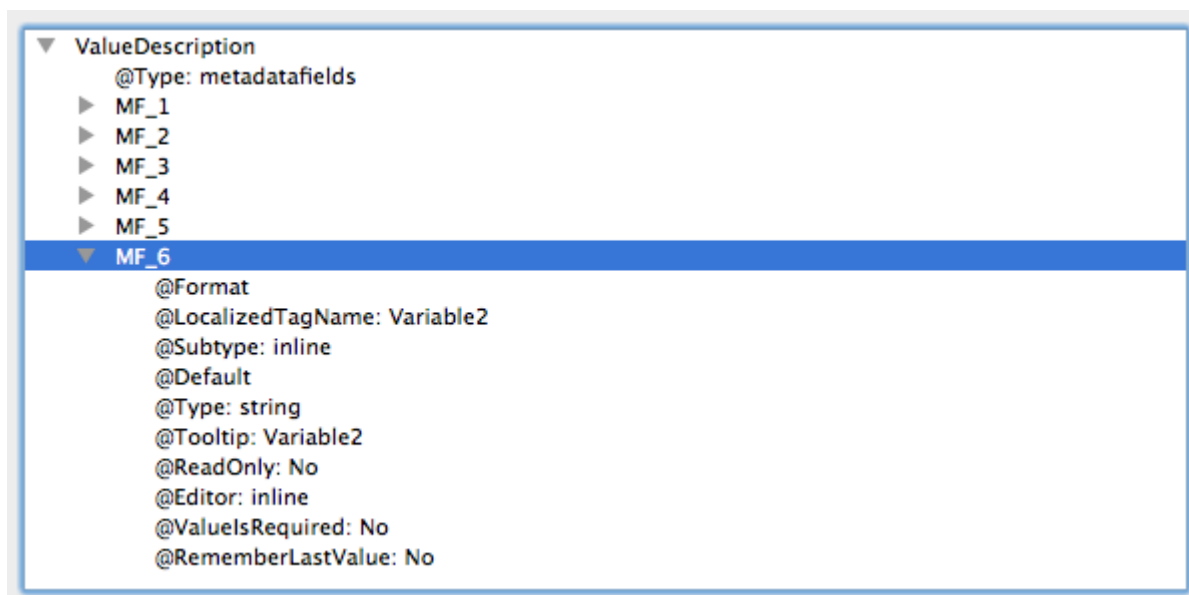 ValueDescription
@Type: metadatafields
MF_1
MF_2
MF_3
MF_4
MF_5
MF_6
@Format
@LocalizedTagName: Variable2
@Subtype: inline
@Default
@Type: string
@Tooltip: Variable2
@ReadOnly: No
@Editor: inline
@ValueIsRequired: No
@RememberLastValue: No